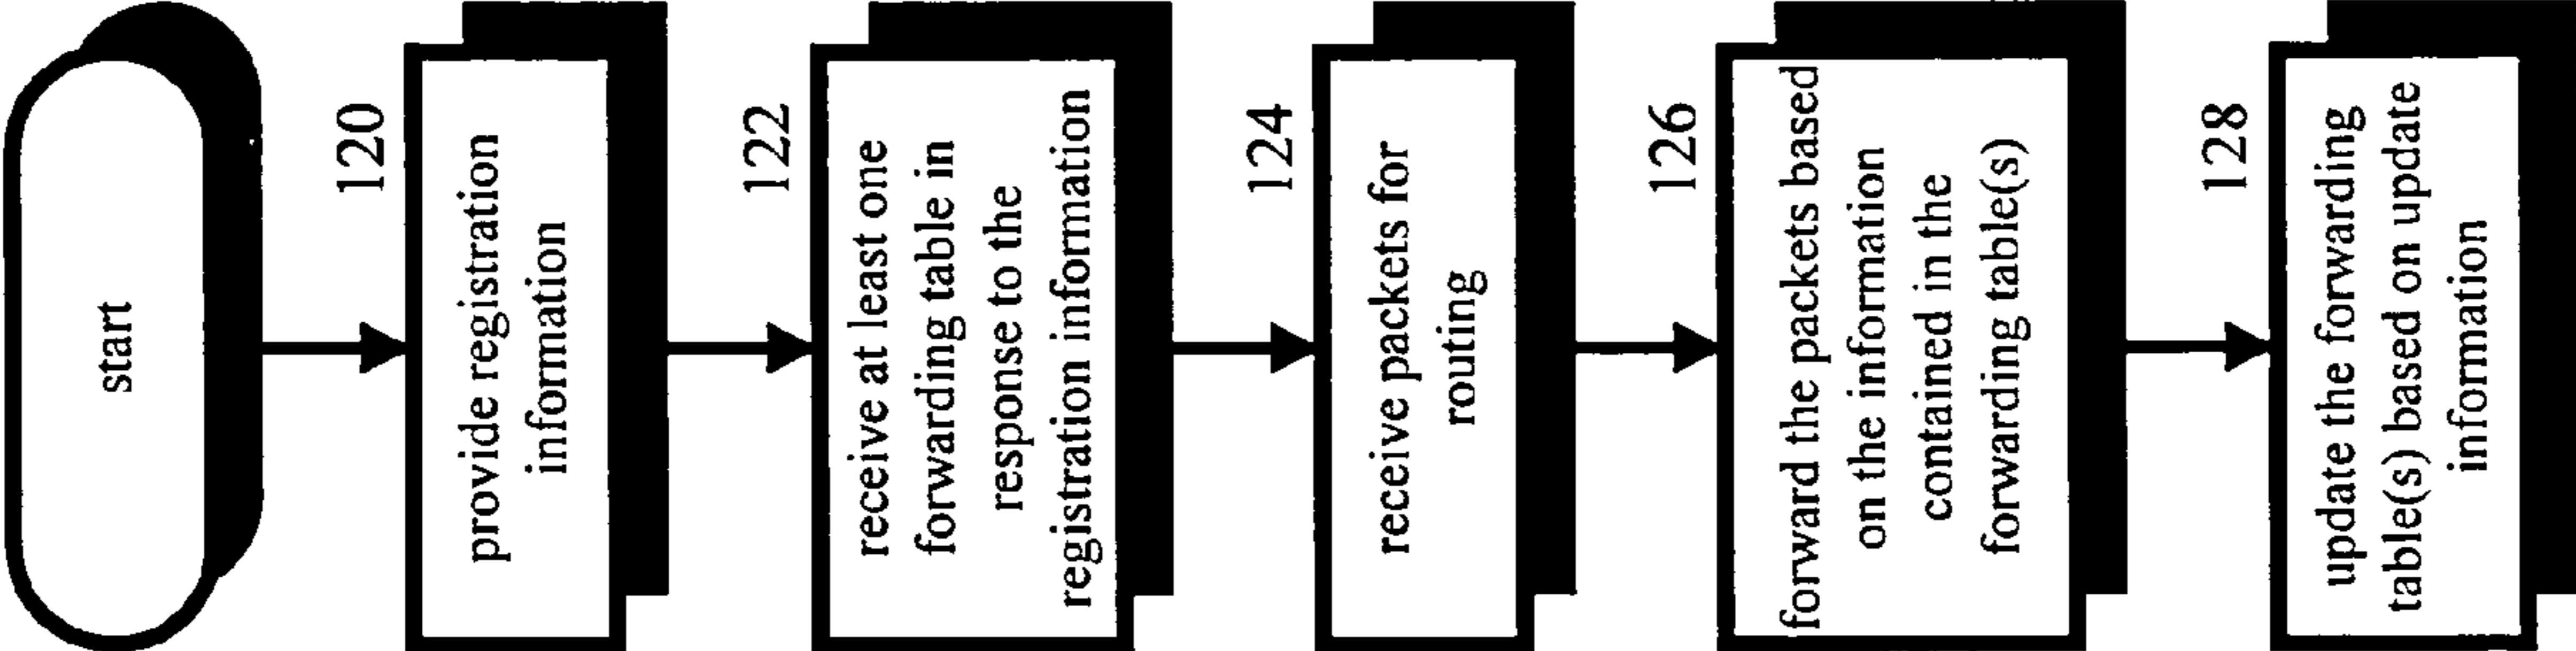 start
120
provide registration
information
122
receive at least one
forwarding table in
response to the
registration information
124
receive packets for
routing
126
forward the packets based
on the information
contained in the
forwarding table(s)
128
update the forwarding
table(s) based on update
information